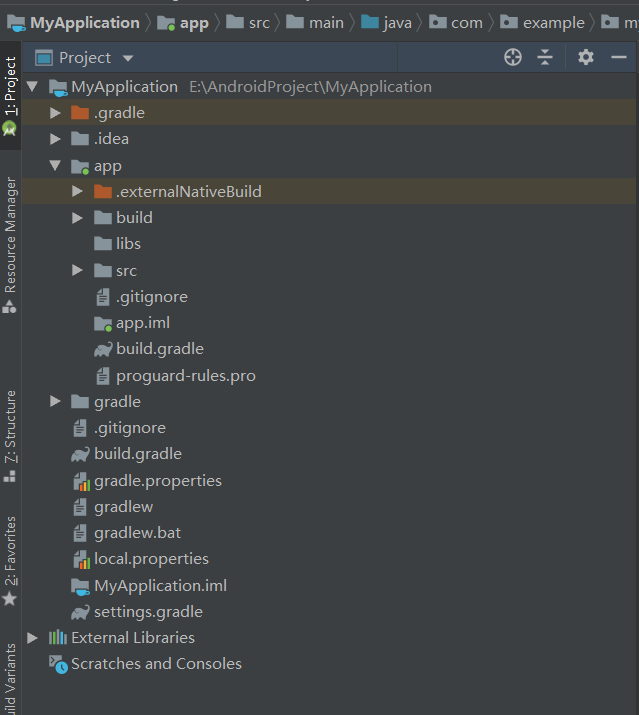 MyApplication app src main java com example m
Project
MyApplication E:\AndroidProject\MyApplication
.gradle
.idea
app
.externalNativeBuild
build
libs
src
.gitignore
app.iml
build.gradle
proguard-rules.pro
gradle
.gitignore
build.gradle
gradle.properties
gradlew
gradlew.bat
local.properties
MyApplication.iml
settings.gradle
External Libraries
Scratches and Consoles
1: Project
Resource Manager
7: Structure
2: Favorites
uild Variants